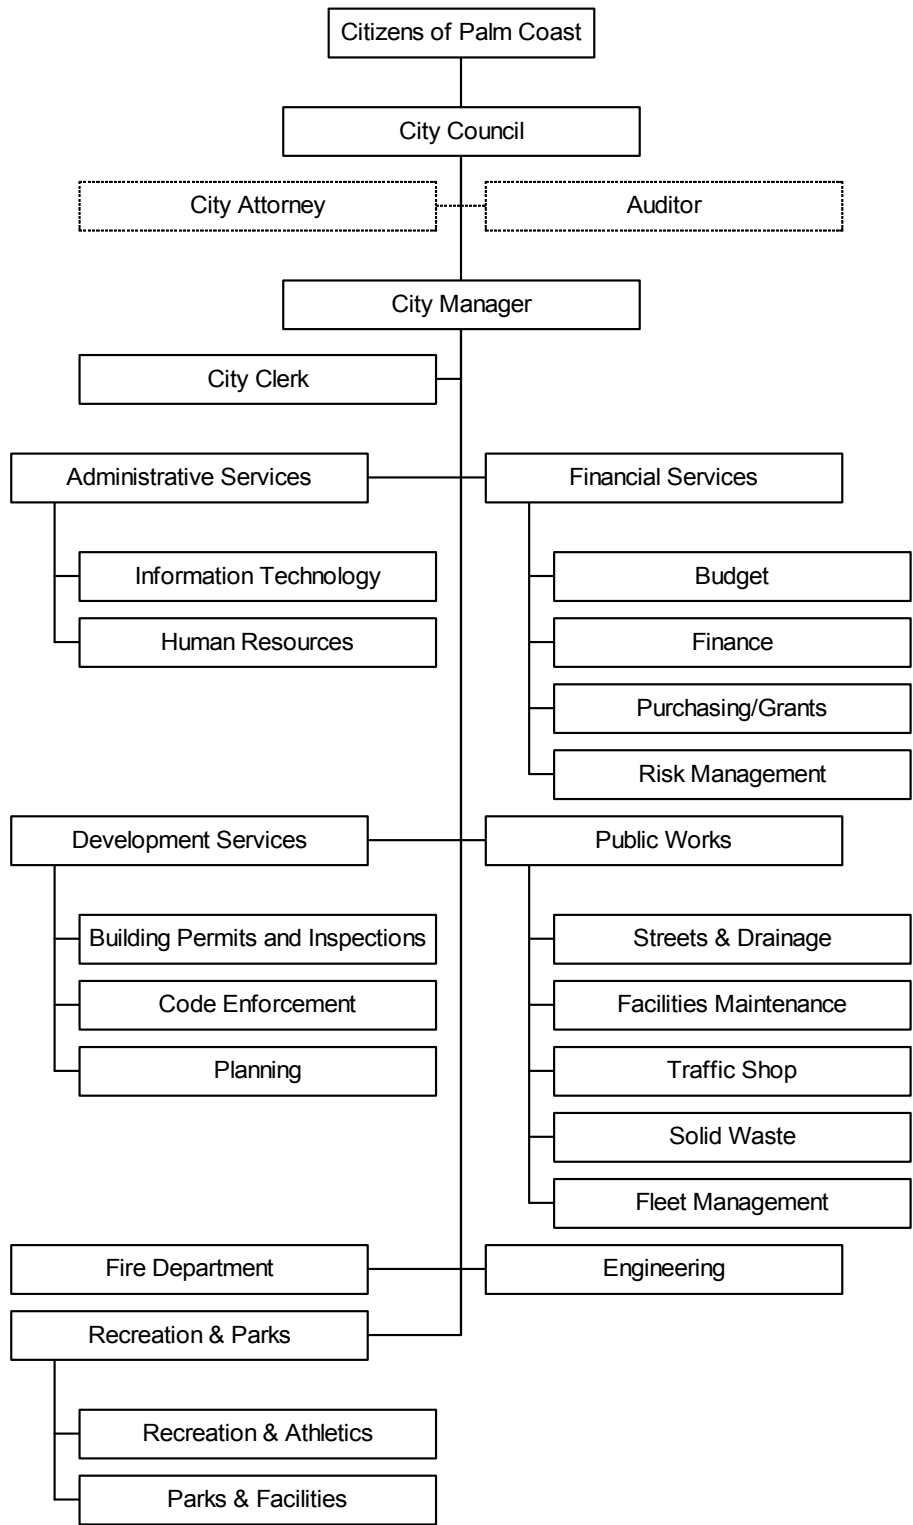 Citizens of Palm Coast
City Council
City Attorney
Auditor
City Manager
City Clerk
Administrative Services
Financial Services
Information Technology
Budget
Human Resources
Finance
Purchasing/Grants
Risk Management
Development Services
Public Works
Building Permits and Inspections
Streets & Drainage
Code Enforcement
Facilities Maintenance
Planning
Traffic Shop
Solid Waste
Fleet Management
Fire Department
Engineering
Recreation & Parks
Recreation & Athletics
Parks & Facilities